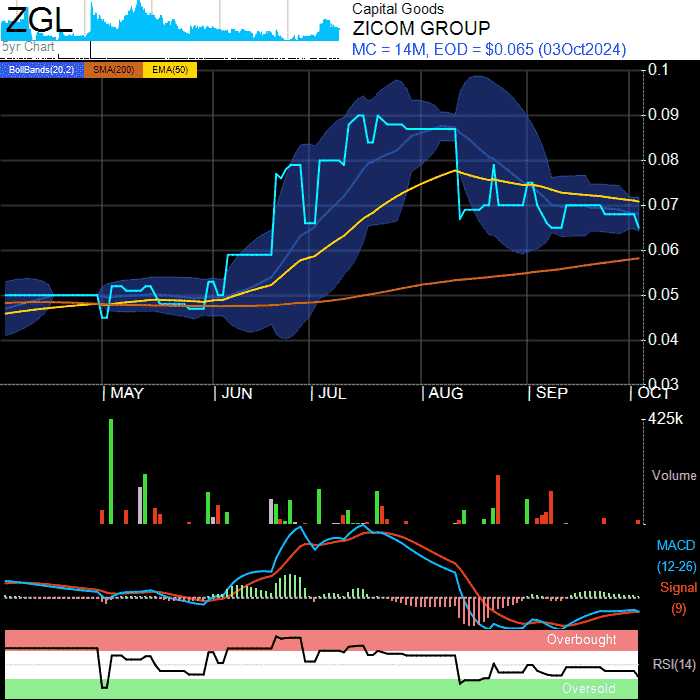 ZGL
Capital Goods
ZICOM GROUP
5yr Chart
MC = 14M, EOD = $0.065 (03Oct2024)
BollBands(20,2) SMA(200) EMA(50)
0.1
0.09
0.08
0.07
0.06
0.05
0.04
0.03
| MAY | JUN | JUL | AUG | SEP | OCT
425k
Volume
MACD
(12-26)
Signal
(9)
Overbought
RSI(14)
Oversold